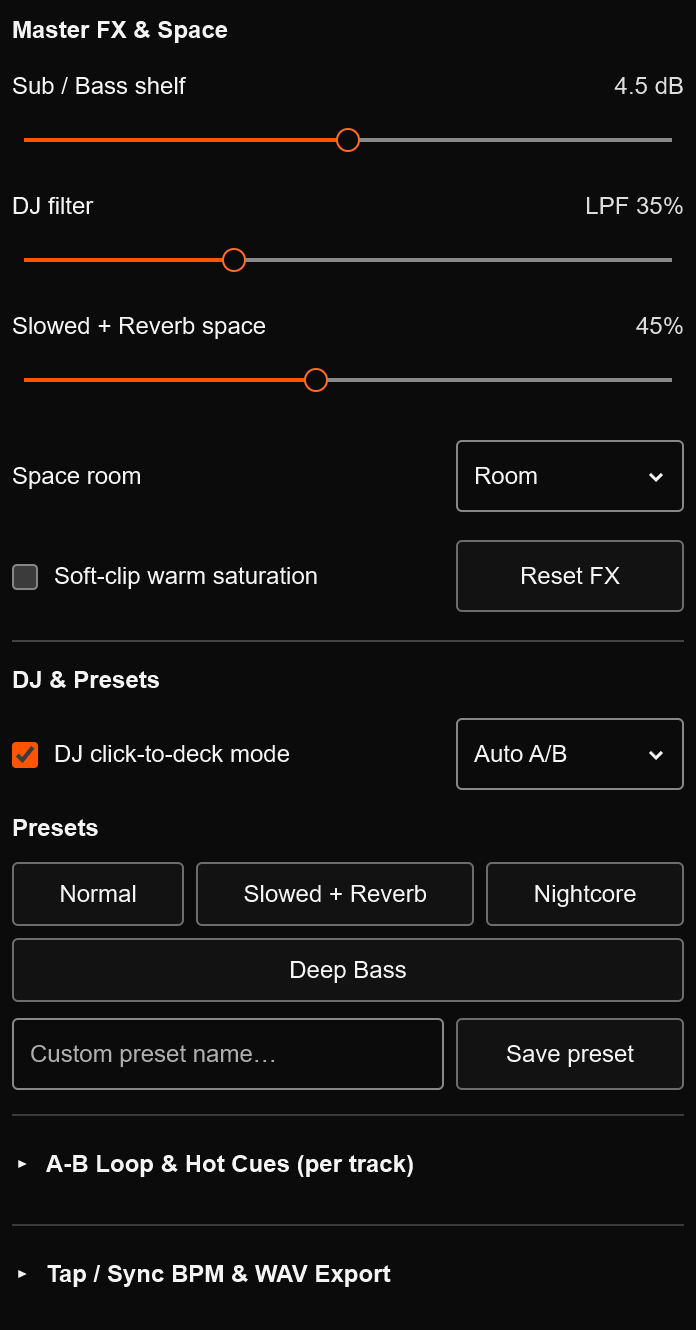 Master FX & Space
Sub / Bass shelf 4.5 dB
DJ filter LPF 35%
Slowed + Reverb space 45%
Space room Room
Soft-clip warm saturation Reset FX
DJ & Presets
DJ click-to-deck mode Auto A/B
Presets
Normal Slowed + Reverb Nightcore
Deep Bass
Custom preset name… Save preset
A-B Loop & Hot Cues (per track)
Tap / Sync BPM & WAV Export